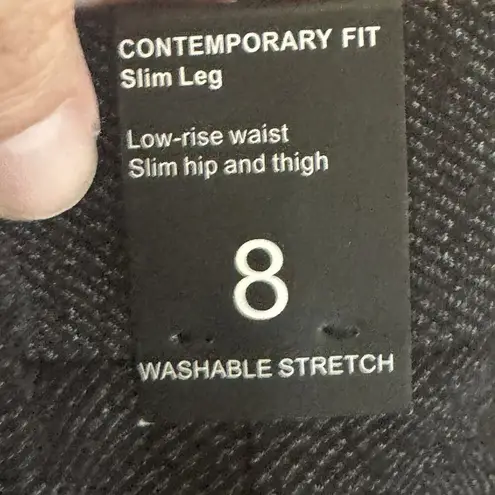 CONTEMPORARY FIT
Slim Leg
Low-rise waist
Slim hip and thigh
8
WASHABLE STRETCH